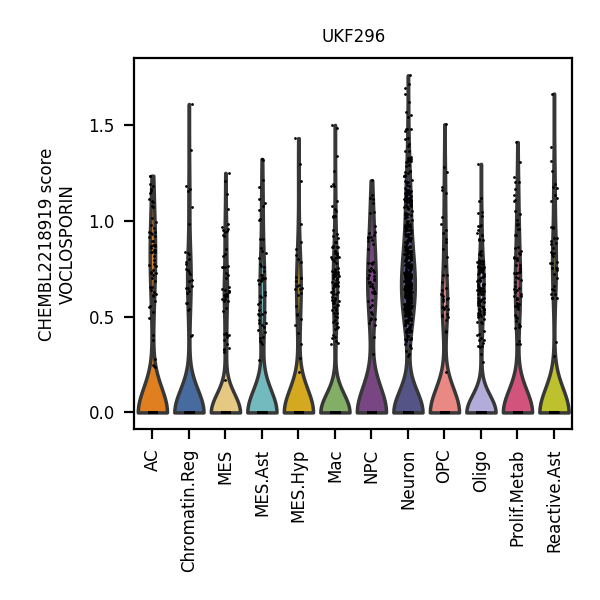 UKF296
CHEMBL2218919 score
VOCLOSPORIN
1.5
1.0
0.5
0.0
AC
Chromatin.Reg
MES
MES.Ast
MES.Hyp
Mac
NPC
Neuron
OPC
Oligo
Prolif.Metab
Reactive.Ast